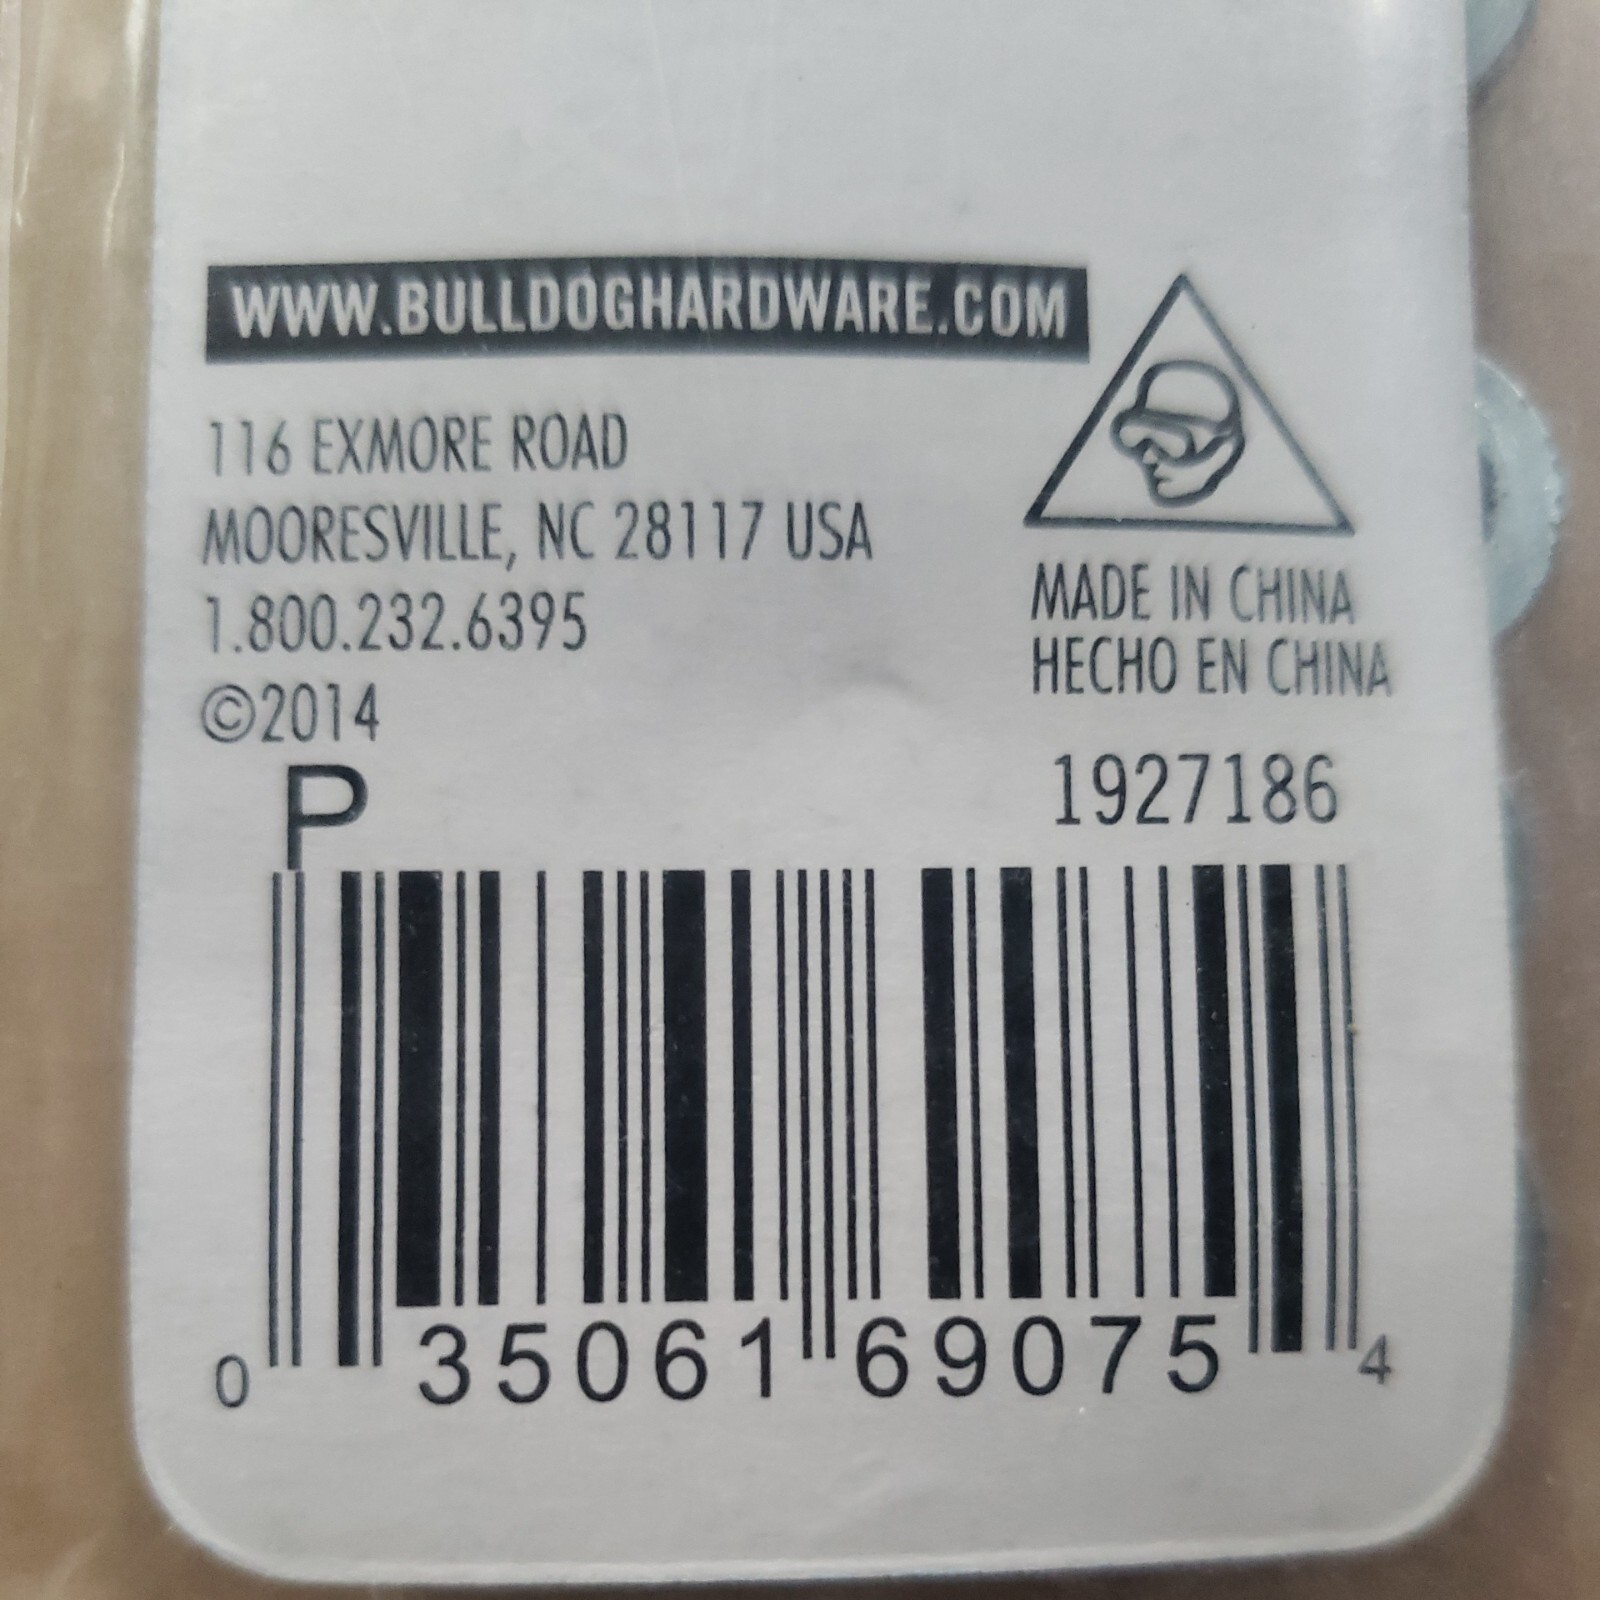 WWW.BULLDOGHARDWARE.COM
116 EXMORE ROAD
MOORESVILLE, NC 28117 USA
1.800.232.6395
©2014
MADE IN CHINA
HECHO EN CHINA
P
1927186
0 35061 69075 4